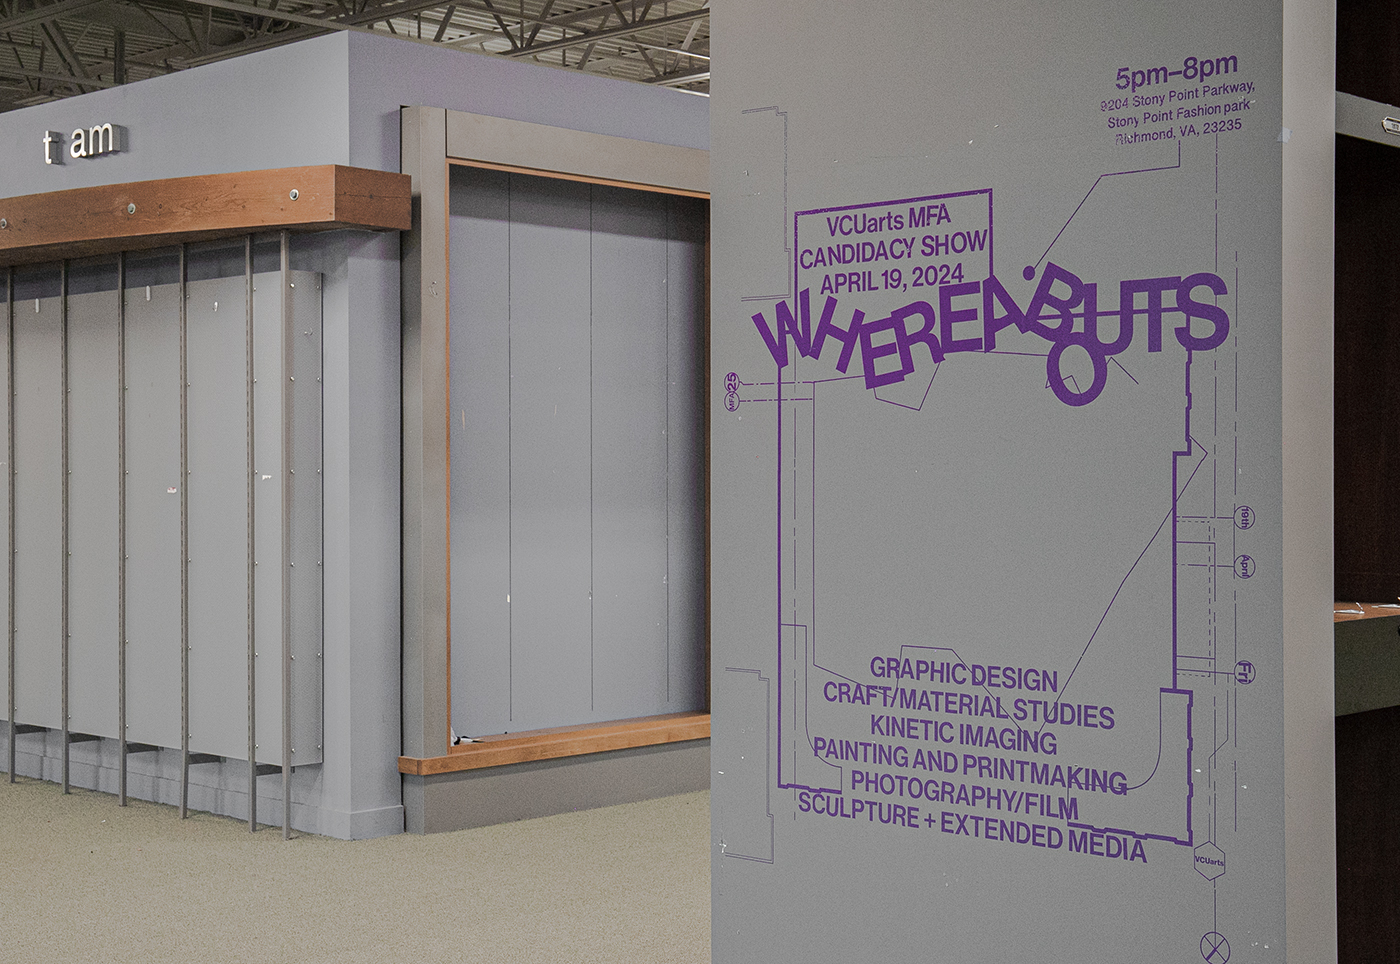 t am
5pm–8pm
9204 Stony Point Parkway,
Stony Point Fashion park
Richmond, VA, 23235
VCUarts MFA
CANDIDACY SHOW
APRIL 19, 2024
WHEREABOUTS
MFA 25
19th
April
Fri
GRAPHIC DESIGN
CRAFT/MATERIAL STUDIES
KINETIC IMAGING
PAINTING AND PRINTMAKING
PHOTOGRAPHY/FILM
SCULPTURE + EXTENDED MEDIA
VCUarts